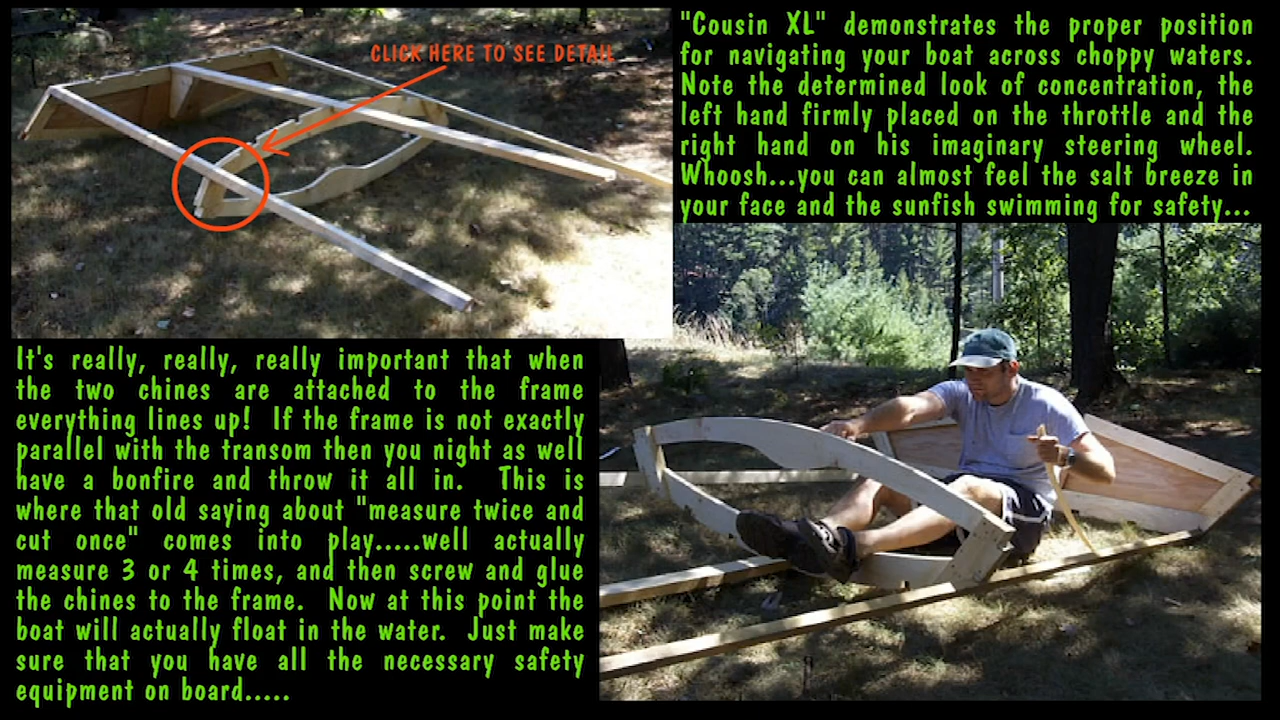 CLICK HERE TO SEE DETAIL
"Cousin XL" demonstrates the proper position
for navigating your boat across choppy waters.
Note the determined look of concentration, the
left hand firmly placed on the throttle and the
right hand on his imaginary steering wheel.
Whoosh...you can almost feel the salt breeze in
your face and the sunfish swimming for safety...
It's really, really, really important that when
the two chines are attached to the frame
everything lines up! If the frame is not exactly
parallel with the transom then you night as well
have a bonfire and throw it all in. This is
where that old saying about "measure twice and
cut once" comes into play.....well actually
measure 3 or 4 times, and then screw and glue
the chines to the frame. Now at this point the
boat will actually float in the water. Just make
sure that you have all the necessary safety
equipment on board.....